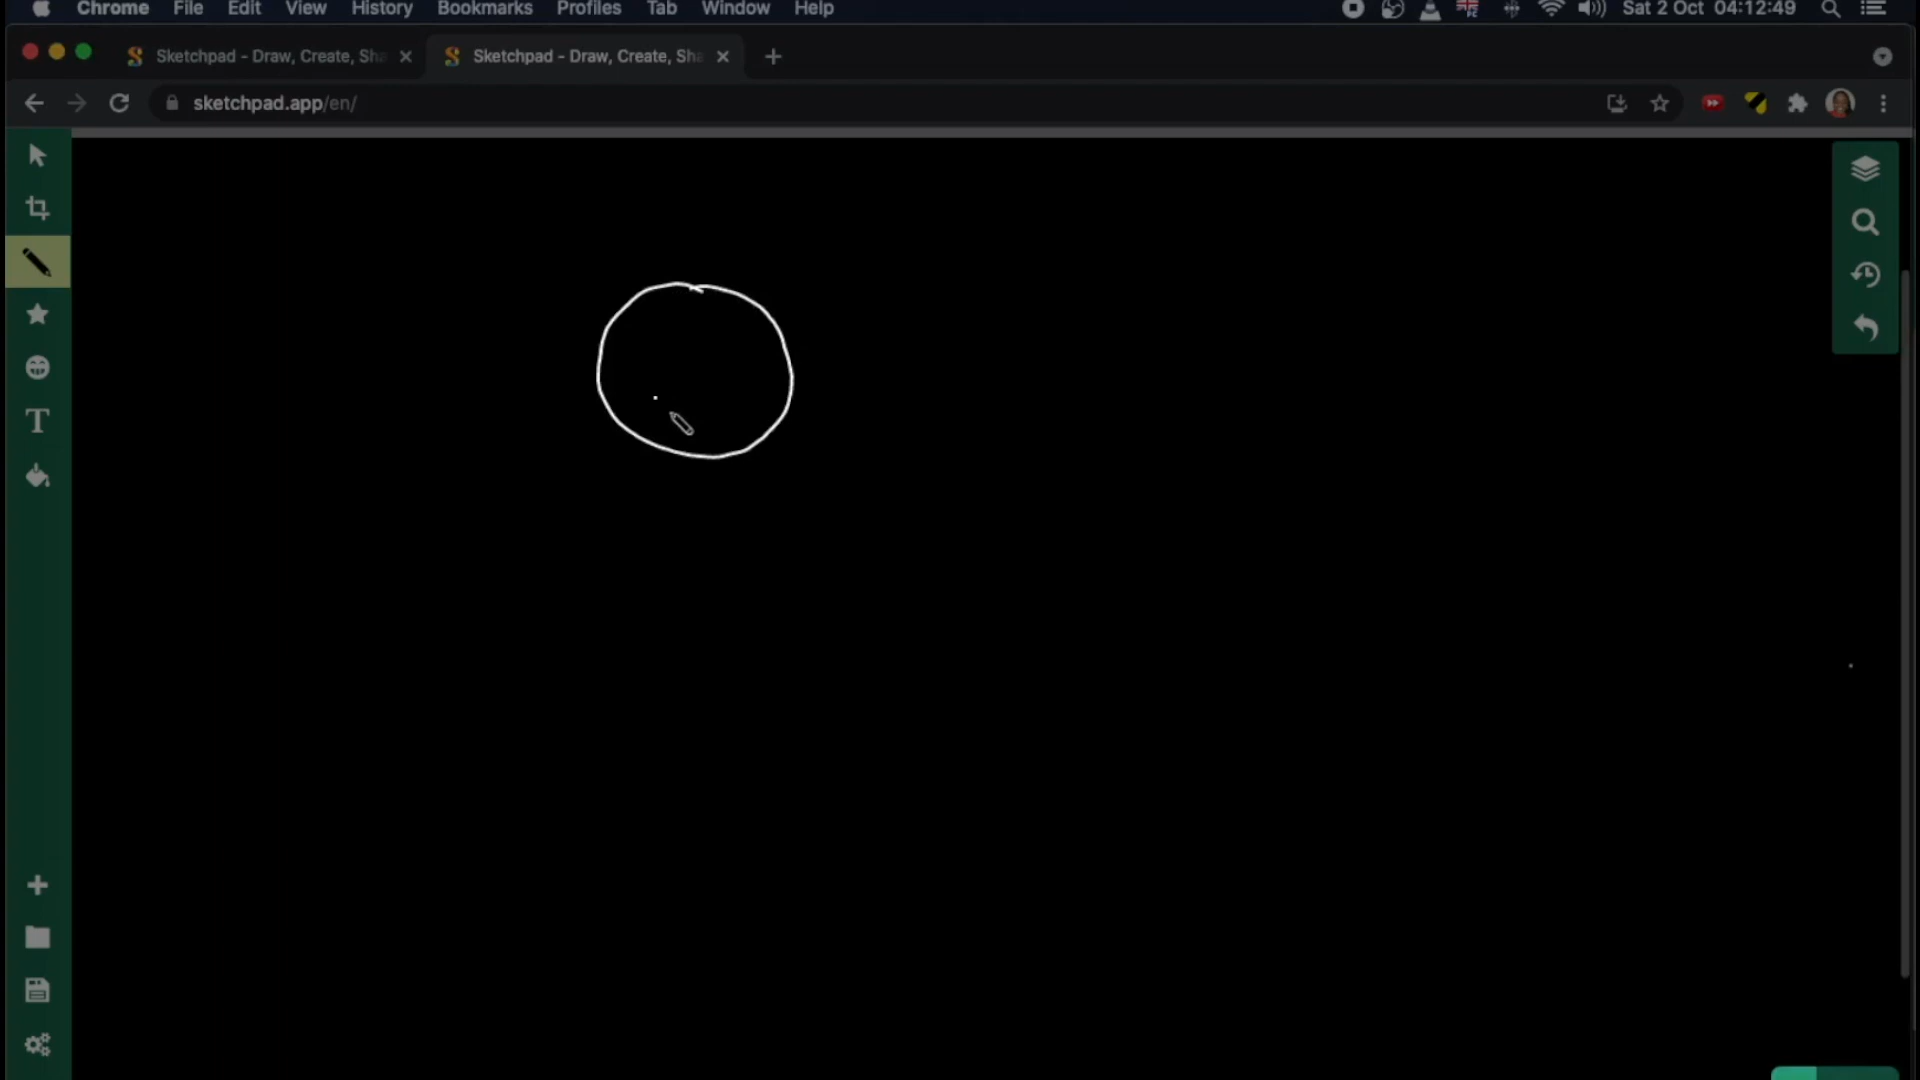 Chrome File Edit View History Bookmarks Profiles Tab Window Help Sat 2 Oct 04:12:49
Sketchpad - Draw, Create, Sha Sketchpad - Draw, Create, Sha
sketchpad.app/en/
T